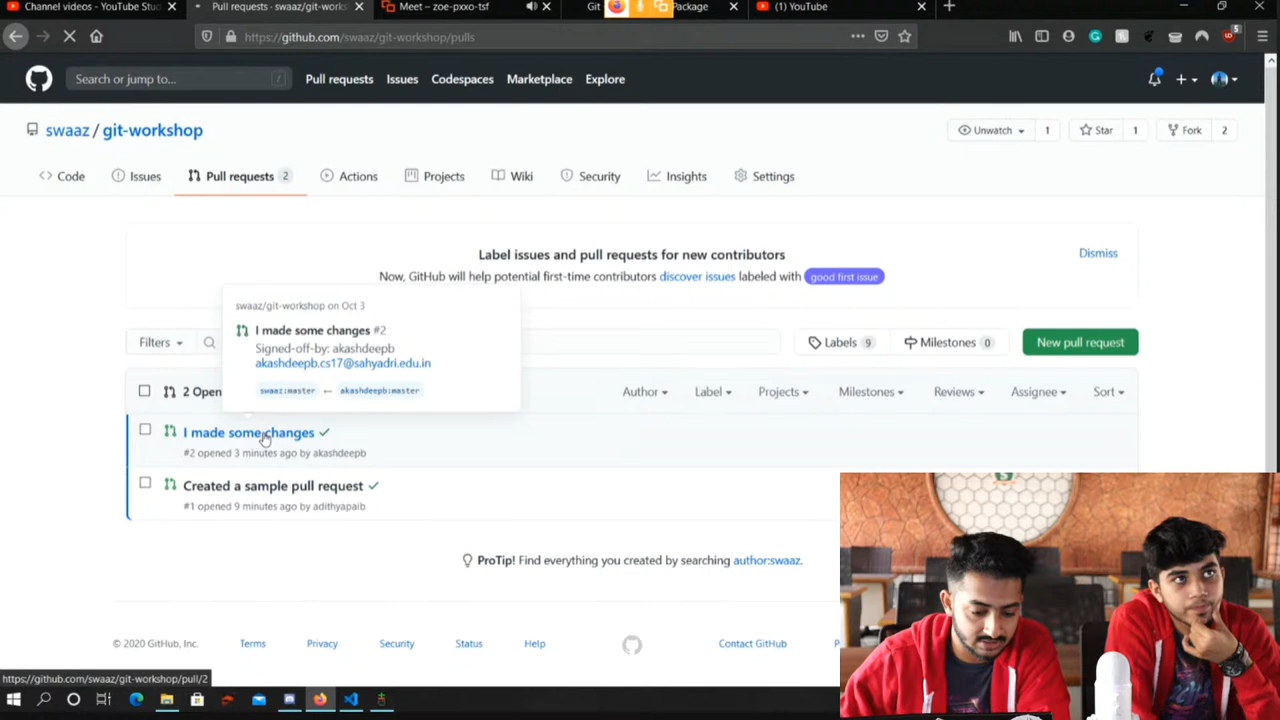 Channel videos - YouTube Stud
Pull requests · swaaz/git-works
Meet – zoe-pxxo-tsf
Git
Package
(1) YouTube
https://github.com/swaaz/git-workshop/pulls
5
Search or jump to...
/
Pull requests
Issues
Codespaces
Marketplace
Explore
swaaz / git-workshop
Unwatch
1
Star
1
Fork
2
Code
Issues
Pull requests 2
Actions
Projects
Wiki
Security
Insights
Settings
Label issues and pull requests for new contributors
Dismiss
Now, GitHub will help potential first-time contributors discover issues labeled with good first issue
swaaz/git-workshop on Oct 3
I made some changes #2
Signed-off-by: akashdeepb
akashdeepb.cs17@sahyadri.edu.in
swaaz:master ← akashdeepb:master
Filters
Labels 9
Milestones 0
New pull request
2 Open
Author
Label
Projects
Milestones
Reviews
Assignee
Sort
I made some changes
#2 opened 3 minutes ago by akashdeepb
Created a sample pull request
#1 opened 9 minutes ago by adithyapaib
ProTip! Find everything you created by searching author:swaaz.
© 2020 GitHub, Inc.
Terms
Privacy
Security
Status
Help
Contact GitHub
P
https://github.com/swaaz/git-workshop/pull/2